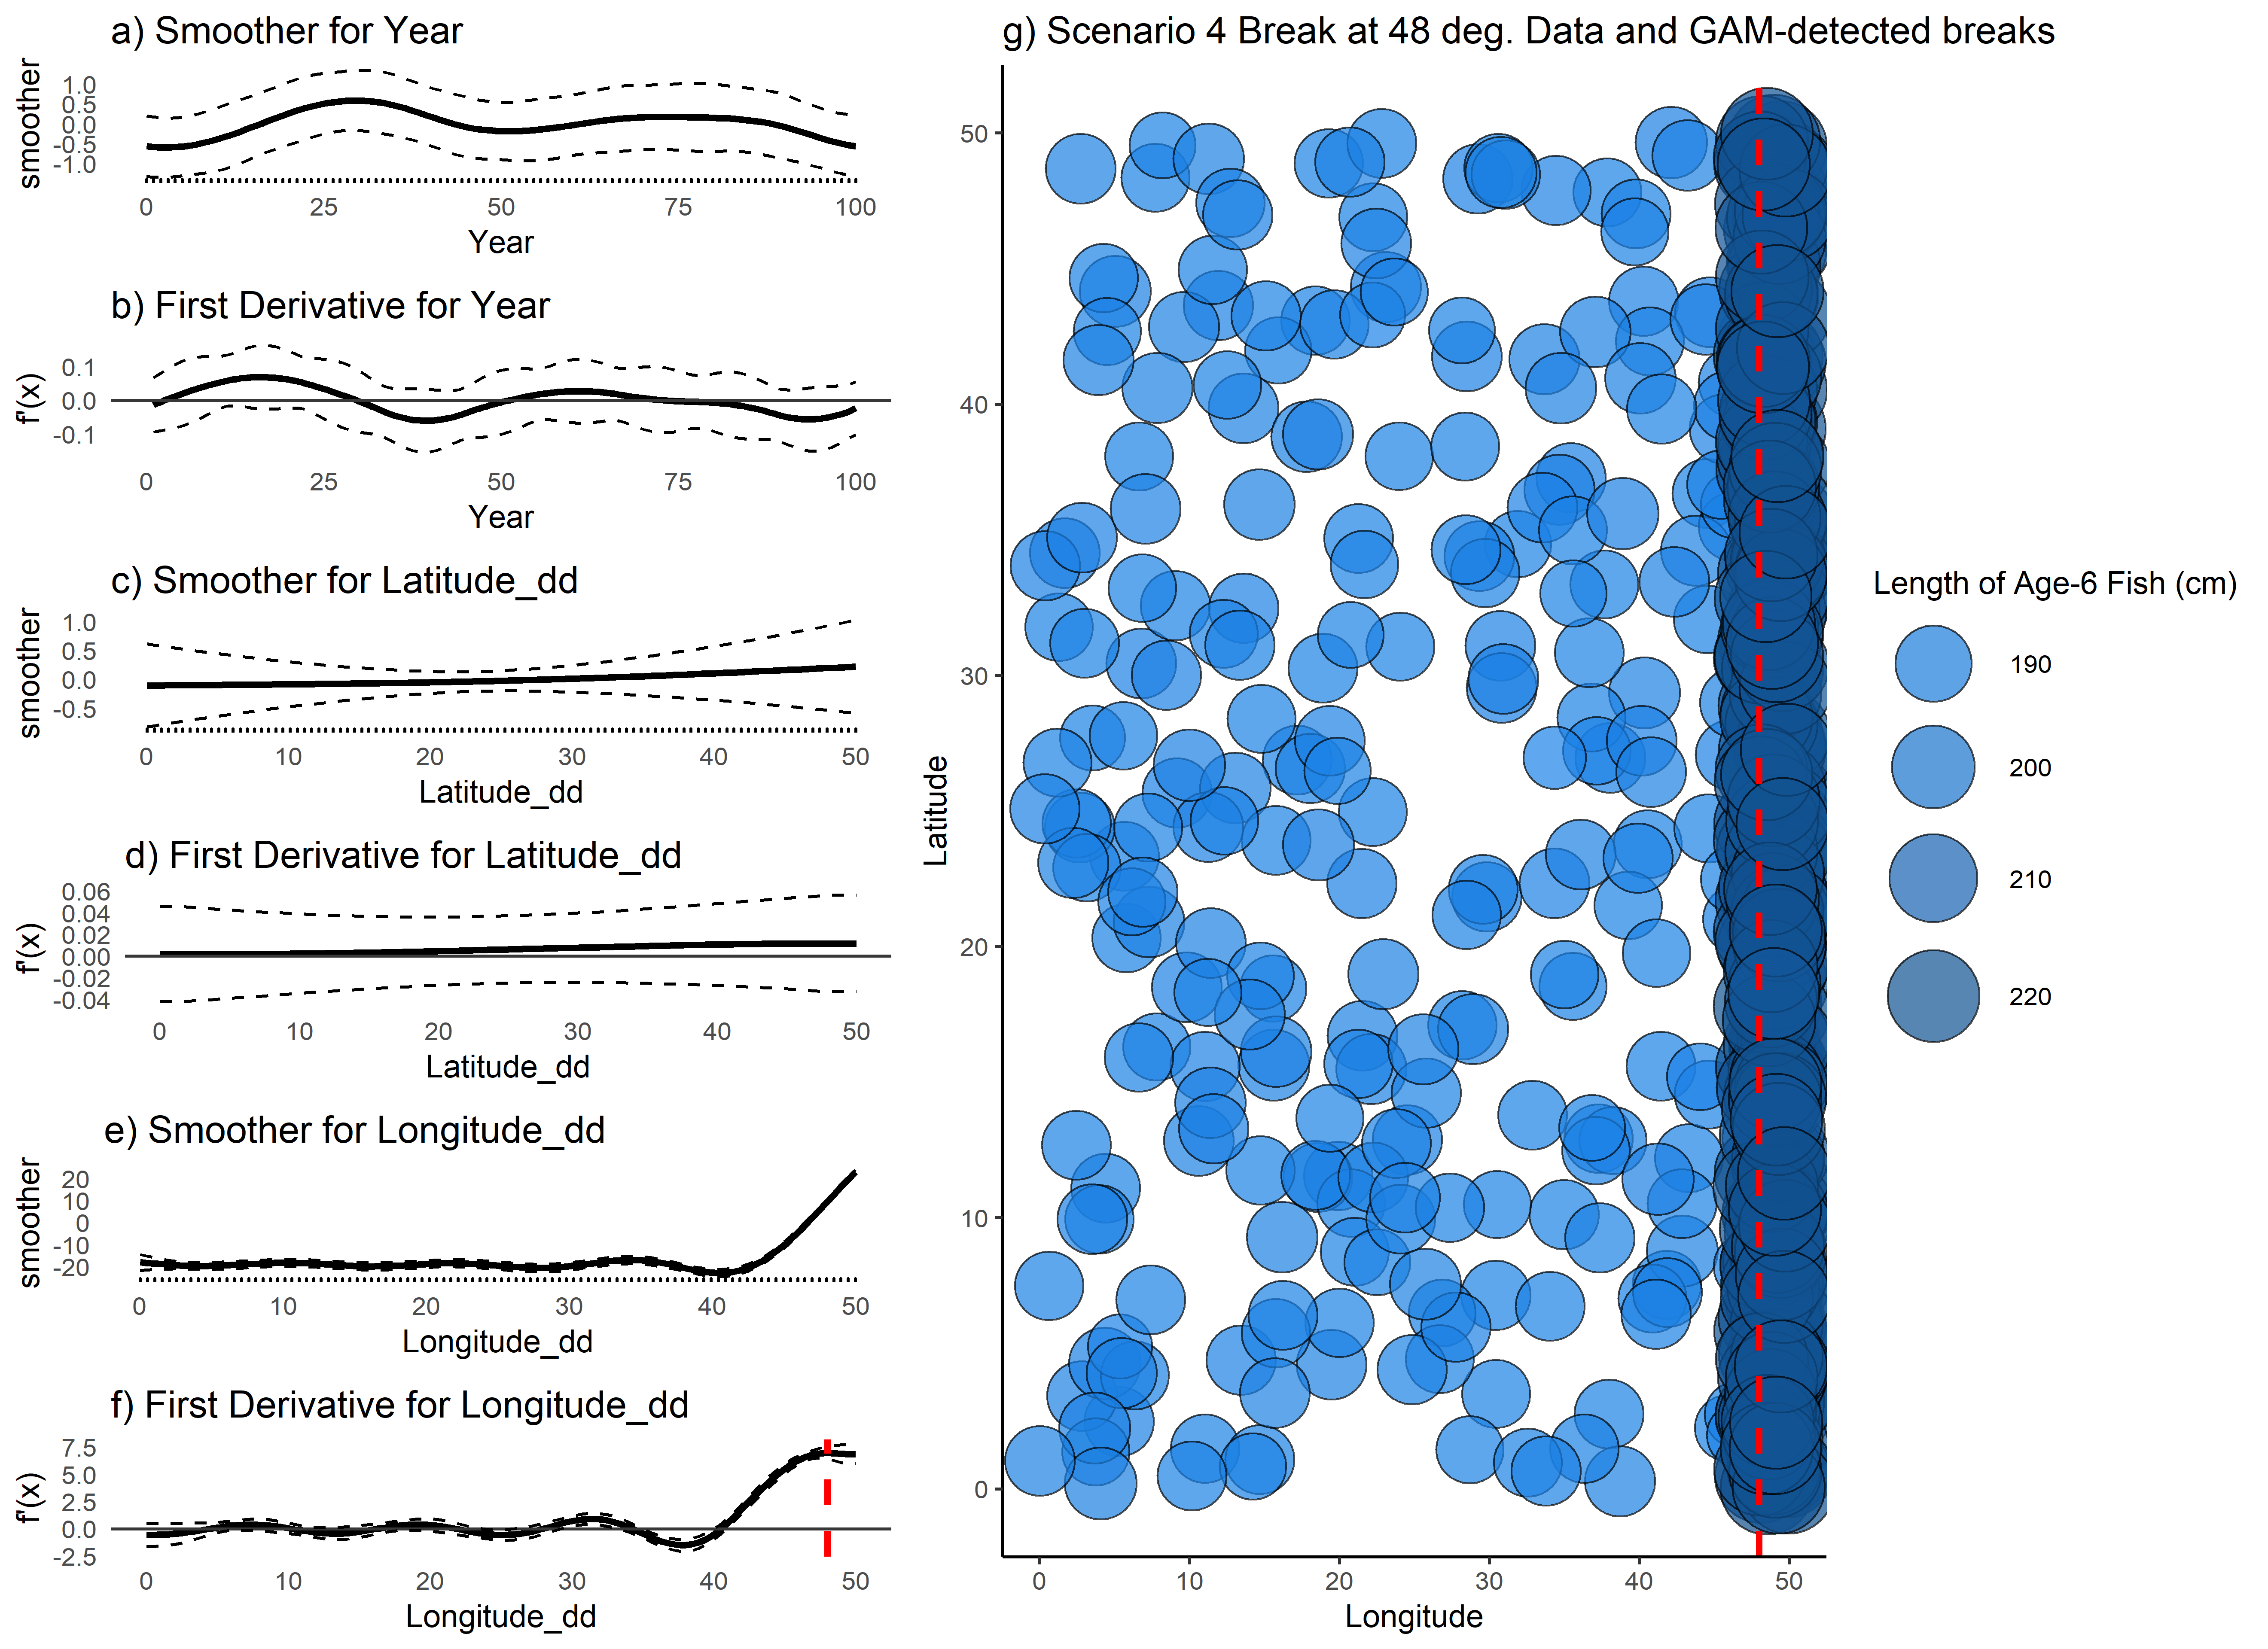 a) Smoother for Year
smoother
1.0
0.5
0.0
-0.5
-1.0
0 25 50 75 100
Year
b) First Derivative for Year
f'(x)
0.1
0.0
-0.1
0 25 50 75 100
Year
c) Smoother for Latitude_dd
smoother
1.0
0.5
0.0
-0.5
0 10 20 30 40 50
Latitude_dd
d) First Derivative for Latitude_dd
f'(x)
0.06
0.04
0.02
0.00
-0.02
-0.04
0 10 20 30 40 50
Latitude_dd
e) Smoother for Longitude_dd
smoother
20
10
0
-10
-20
0 10 20 30 40 50
Longitude_dd
f) First Derivative for Longitude_dd
f'(x)
7.5
5.0
2.5
0.0
-2.5
0 10 20 30 40 50
Longitude_dd
g) Scenario 4 Break at 48 deg. Data and GAM-detected breaks
Latitude
50
40
30
20
10
0
0 10 20 30 40 50
Longitude
Length of Age-6 Fish (cm)
190
200
210
220